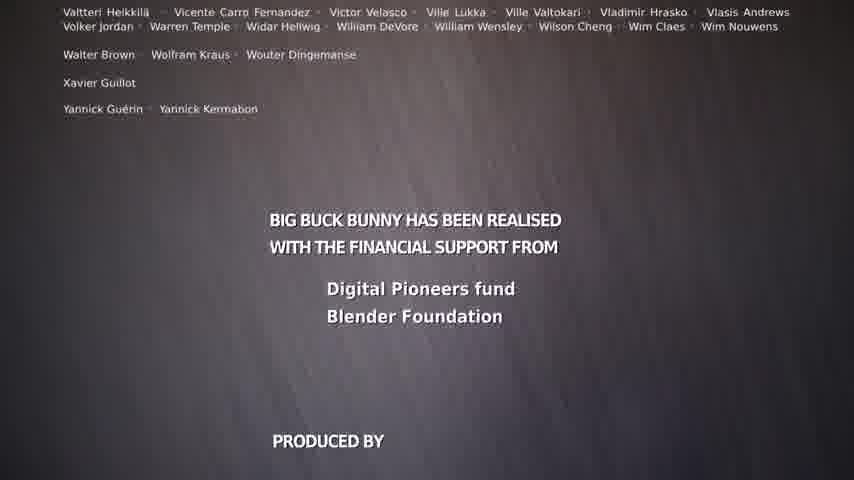 Valtteri Heikkilä · Vicente Carro Fernandez · Victor Velasco · Ville Lukka · Ville Valtokari · Vladimir Hrasko · Vlasis Andrews
Volker Jordan · Warren Temple · Widar Hellwig · William DeVore · William Wensley · Wilson Cheng · Wim Claes · Wim Nouwens
Walter Brown · Wolfram Kraus · Wouter Dingemanse
Xavier Guillot
Yannick Guérin · Yannick Kermabon
BIG BUCK BUNNY HAS BEEN REALISED
WITH THE FINANCIAL SUPPORT FROM
Digital Pioneers fund
Blender Foundation
PRODUCED BY